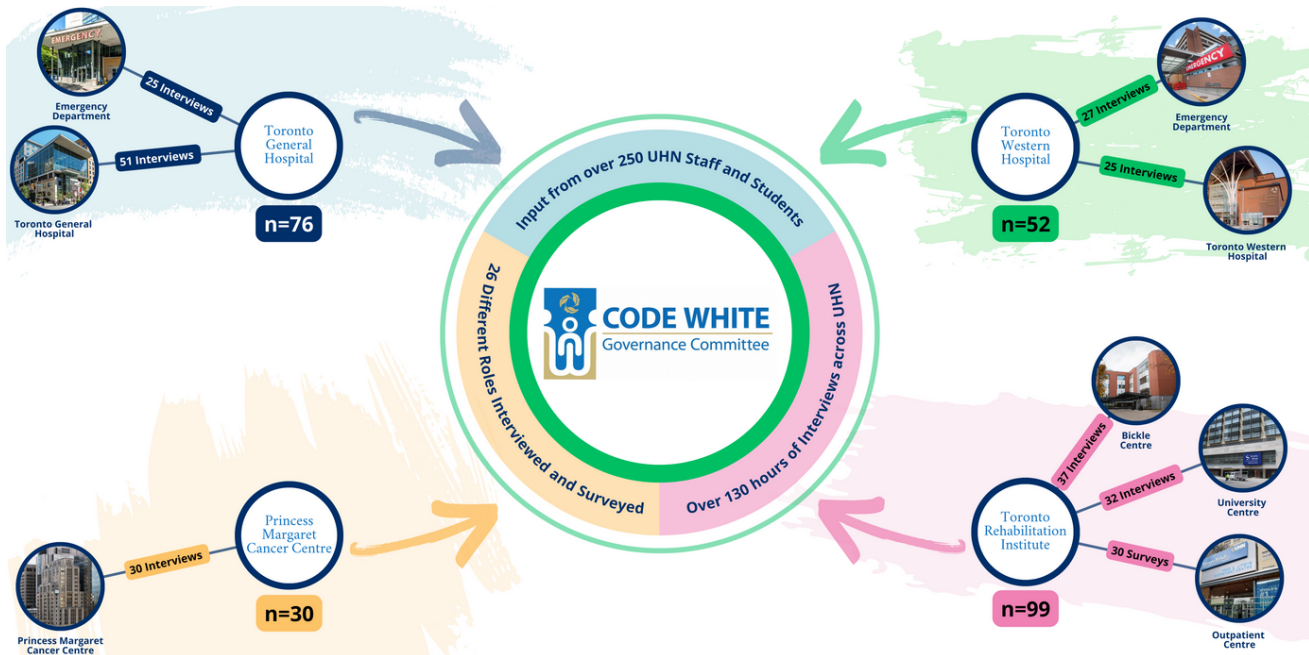 EMERGENCY
Emergency
Department
25 Interviews
51 Interviews
Toronto General
Hospital
Toronto
General
Hospital
n=76
Input from over 250 UHN Staff and Students
26 Different Roles Interviewed and Surveyed
Over 130 hours of Interviews across UHN
CODE WHITE
Governance Committee
Toronto
Western
Hospital
n=52
27 Interviews
EMERGENCY
Emergency
Department
25 Interviews
Toronto Western
Hospital
Princess
Margaret
Cancer Centre
n=30
30 Interviews
Princess Margaret
Cancer Centre
Toronto
Rehabilitation
Institute
n=99
37 Interviews
Bickle
Centre
32 Interviews
University
Centre
30 Surveys
Outpatient
Centre